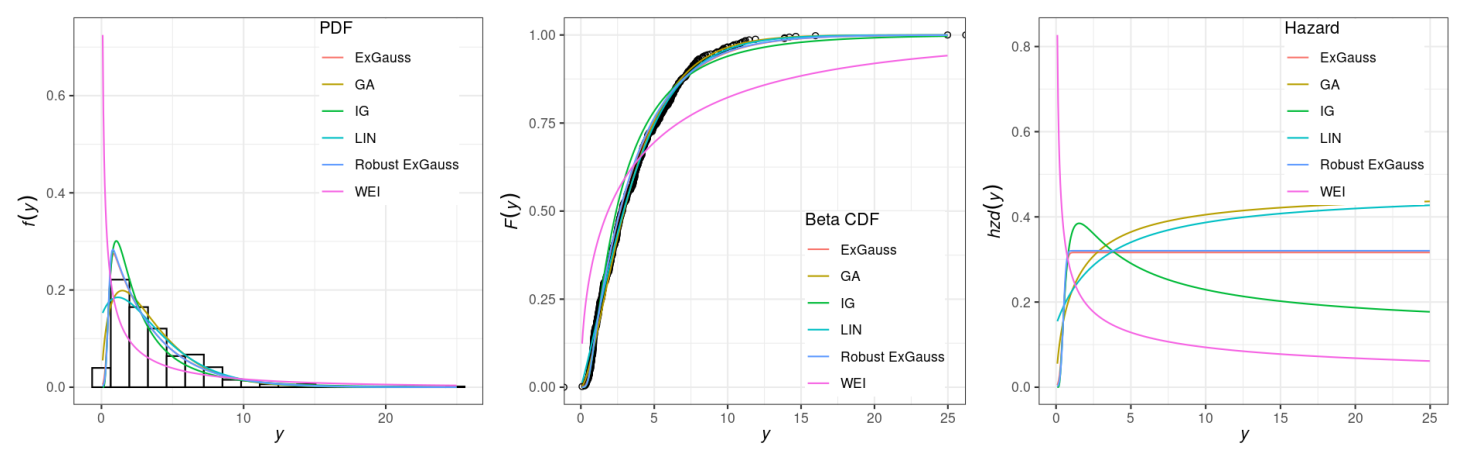 PDF
ExGauss
GA
IG
LIN
Robust ExGauss
WEI
f(y)
0.6
0.4
0.2
0.0
0
10
20
y
F(y)
1.00
0.75
0.50
0.25
0.00
Beta CDF
ExGauss
GA
IG
LIN
Robust ExGauss
WEI
0
5
10
15
20
25
y
Hazard
ExGauss
GA
IG
LIN
Robust ExGauss
WEI
hzd(y)
0.8
0.6
0.4
0.2
0.0
0
5
10
15
20
25
y